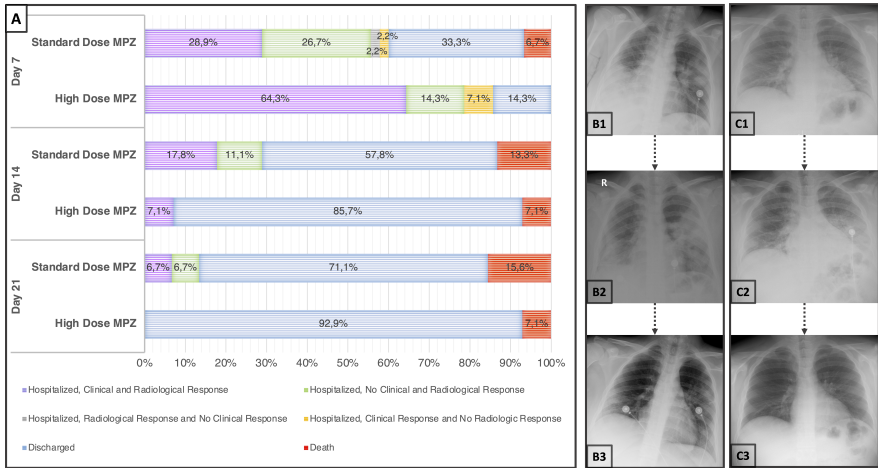 A
Day 7
Standard Dose MPZ
28,9%
26,7%
2,2%
2,2%
33,3%
6,7%
High Dose MPZ
64,3%
14,3%
7,1%
14,3%
Day 14
Standard Dose MPZ
17,8%
11,1%
57,8%
13,3%
High Dose MPZ
7,1%
85,7%
7,1%
Day 21
Standard Dose MPZ
6,7%
6,7%
71,1%
15,6%
High Dose MPZ
92,9%
7,1%
0% 10% 20% 30% 40% 50% 60% 70% 80% 90% 100%
Hospitalized, Clinical and Radiological Response
Hospitalized, No Clinical and Radiological Response
Hospitalized, Radiological Response and No Clinical Response
Hospitalized, Clinical Response and No Radiologic Response
Discharged
Death
B1
R
B2
B3
C1
C2
C3